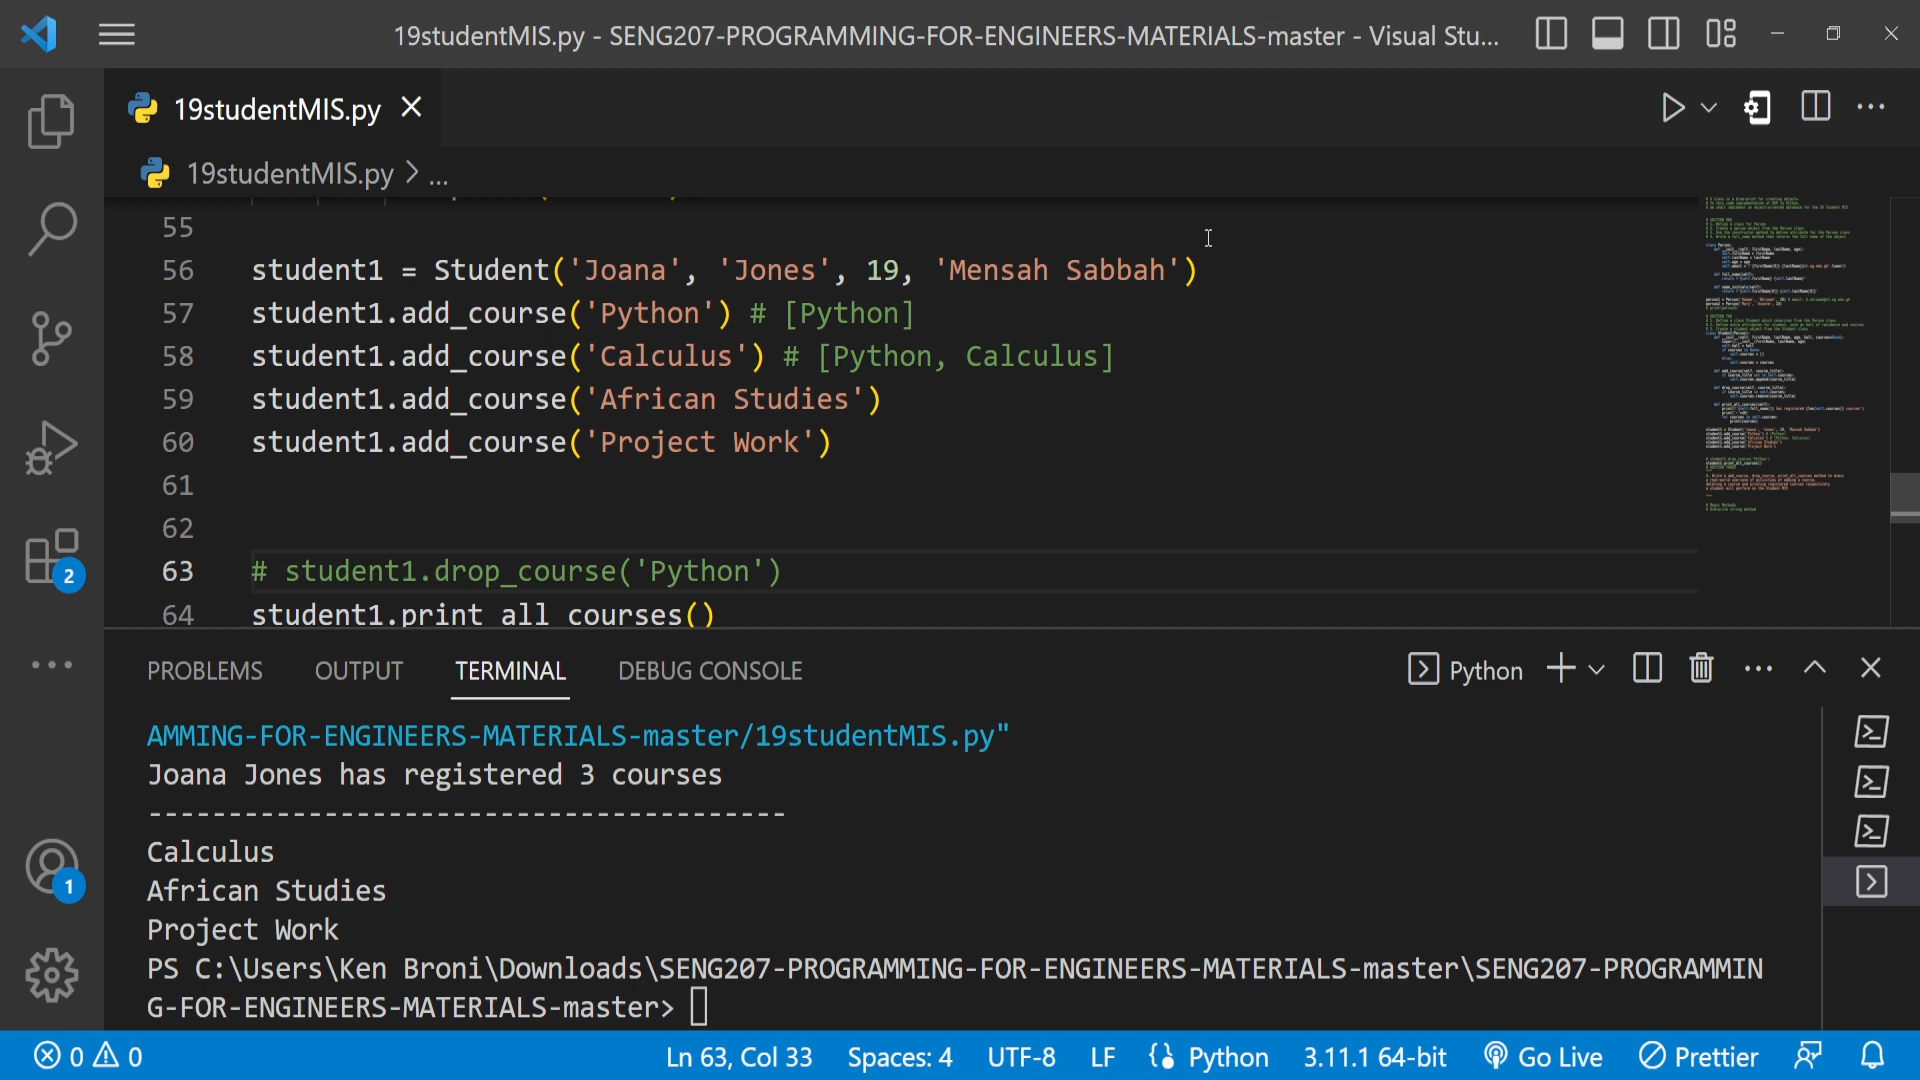 19studentMIS.py - SENG207-PROGRAMMING-FOR-ENGINEERS-MATERIALS-master - Visual Stu...
19studentMIS.py
19studentMIS.py > ...
55
56 student1 = Student('Joana', 'Jones', 19, 'Mensah Sabbah')
57 student1.add_course('Python') # [Python]
58 student1.add_course('Calculus') # [Python, Calculus]
59 student1.add_course('African Studies')
60 student1.add_course('Project Work')
61
62
63 # student1.drop_course('Python')
64 student1.print_all_courses()
PROBLEMS OUTPUT TERMINAL DEBUG CONSOLE Python
AMMING-FOR-ENGINEERS-MATERIALS-master/19studentMIS.py"
Joana Jones has registered 3 courses
----------------------------------------
Calculus
African Studies
Project Work
PS C:\Users\Ken Broni\Downloads\SENG207-PROGRAMMING-FOR-ENGINEERS-MATERIALS-master\SENG207-PROGRAMMIN
G-FOR-ENGINEERS-MATERIALS-master>
2
1
0 0 Ln 63, Col 33 Spaces: 4 UTF-8 LF Python 3.11.1 64-bit Go Live Prettier